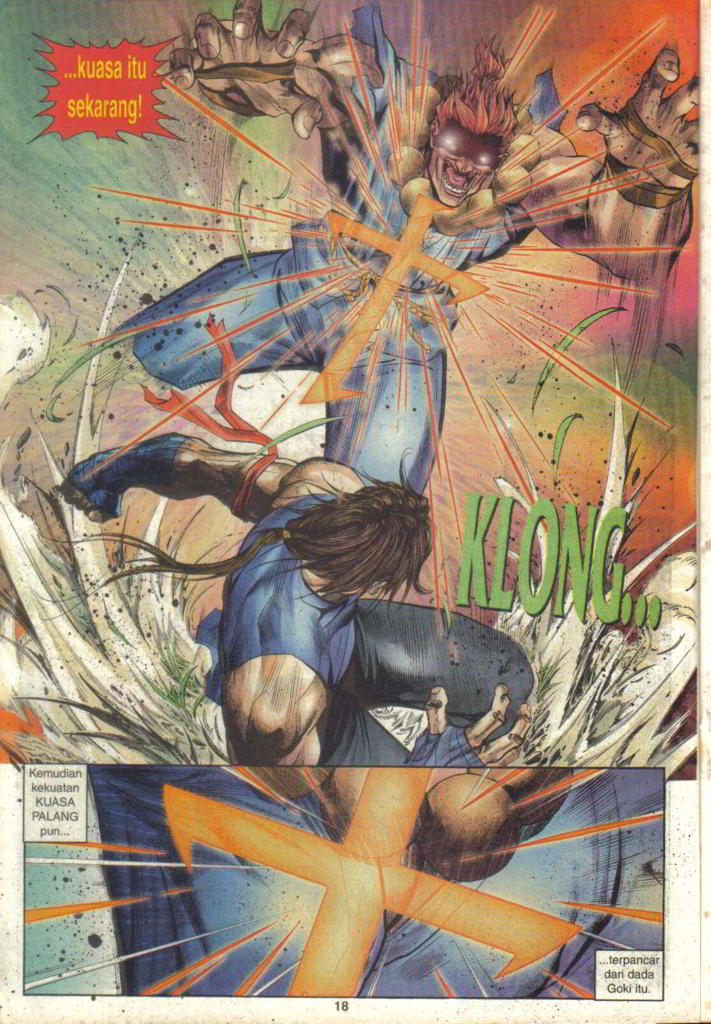 ...kuasa itu
sekarang!
KLONG...
Kemudian
kekuatan
KUASA
PALANG
pun...
...terpancar
dari dada
Goki itu.
18